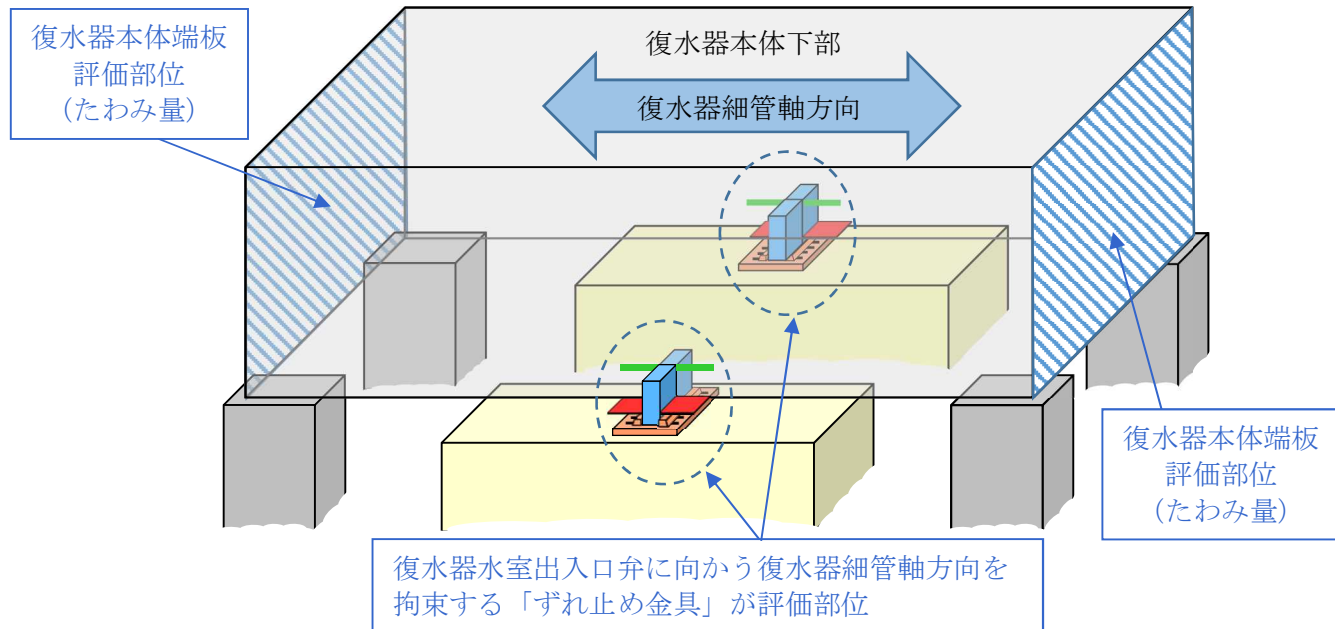 復水器本体端板
評価部位
(たわみ量)
復水器本体下部
復水器細管軸方向
復水器本体端板
評価部位
(たわみ量)
復水器水室出入口弁に向かう復水器細管軸方向を
拘束する「ずれ止め金具」が評価部位